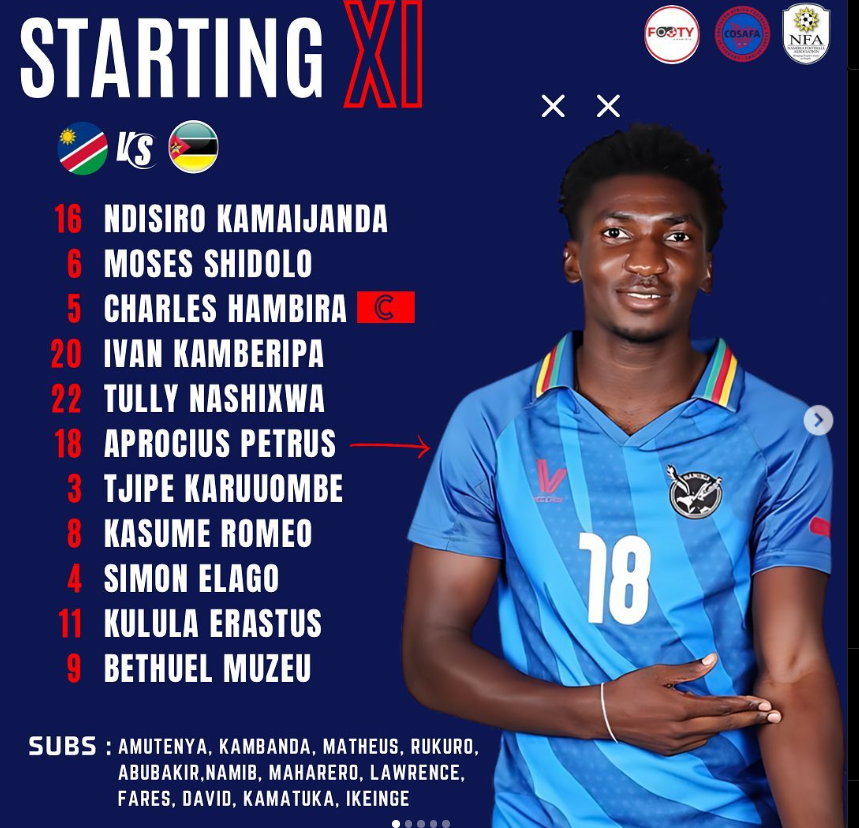 STARTING XI
FOOTY
COSAFA
NFA
VS
16 NDISIRO KAMAIJANDA
6 MOSES SHIDOLO
5 CHARLES HAMBIRA C
20 IVAN KAMBERIPA
22 TULLY NASHIXWA
18 APROCIUS PETRUS
3 TJIPE KARUUOMBE
8 KASUME ROMEO
4 SIMON ELAGO
11 KULULA ERASTUS
9 BETHUEL MUZEU
18
SUBS : AMUTENYA, KAMBANDA, MATHEUS, RUKURO,
ABUBAKIR,NAMIB, MAHARERO, LAWRENCE,
FARES, DAVID, KAMATUKA, IKEINGE